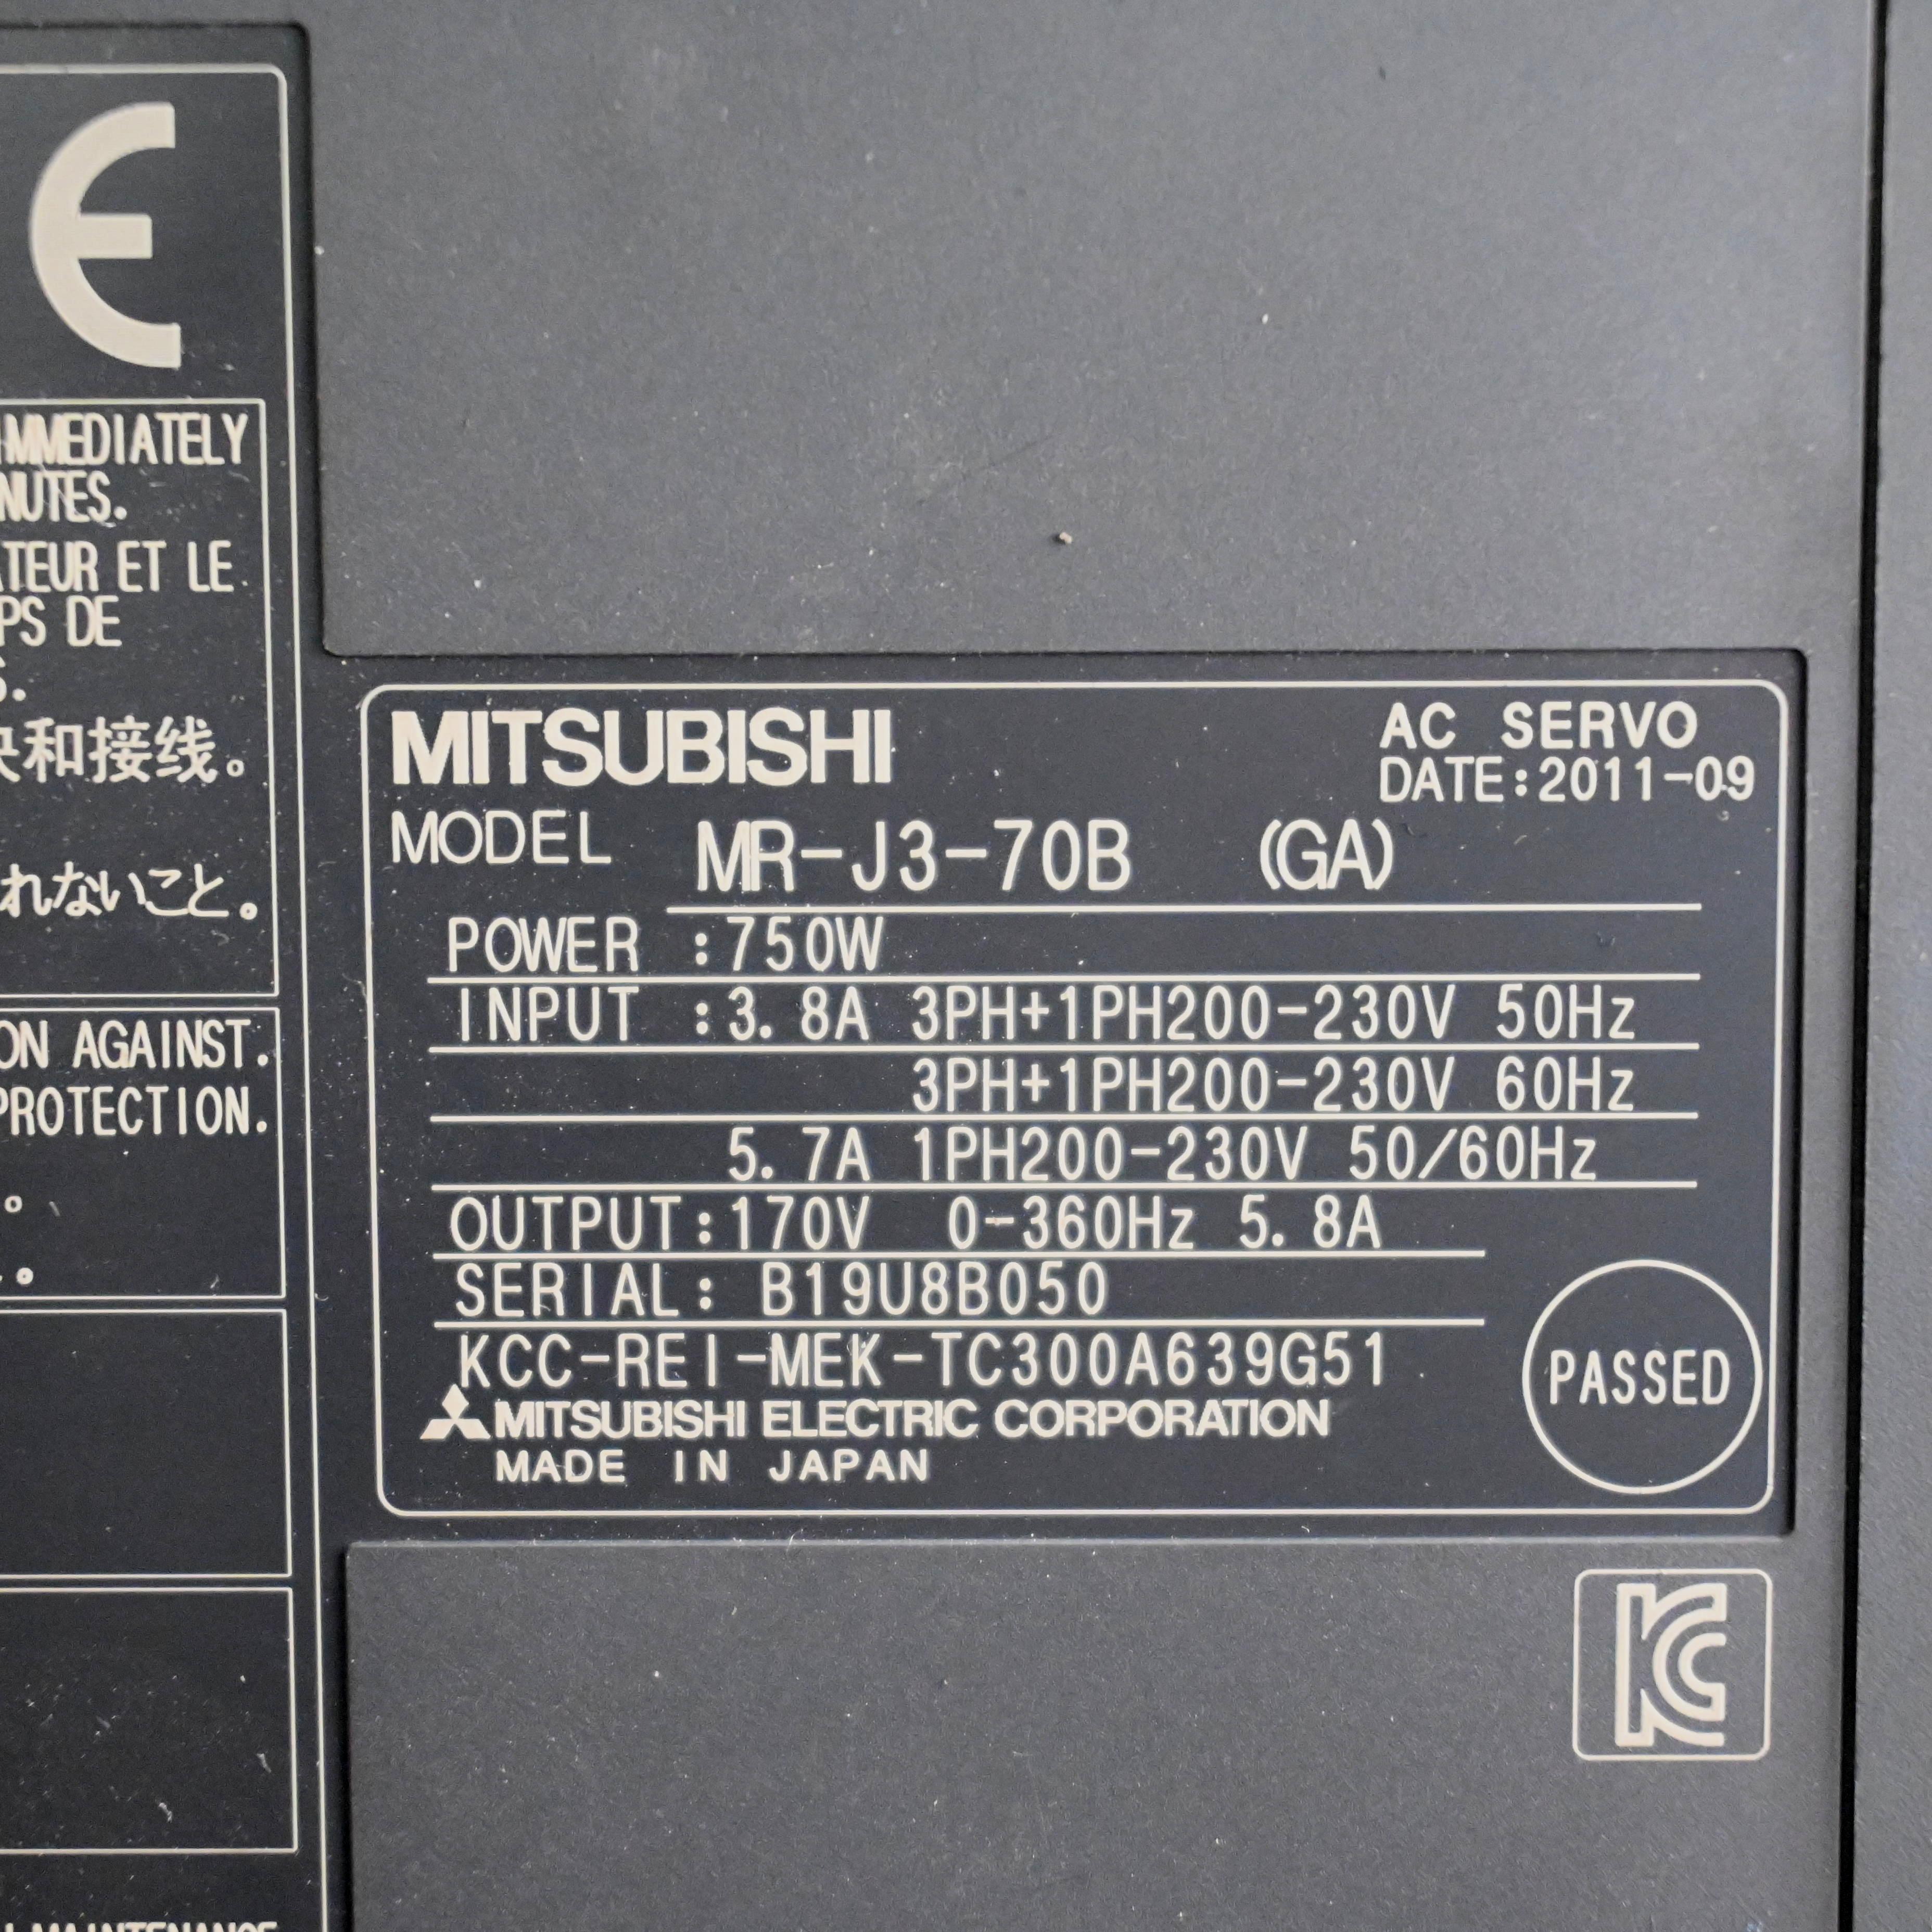 CE
IMMEDIATELY
NUTES.
ATEUR ET LE
PS DE
S.
和接线。
れないこと。
ON AGAINST.
PROTECTION.
MITSUBISHI
AC SERVO
DATE:2011-09
MODEL MR-J3-70B (GA)
POWER :750W
INPUT :3.8A 3PH+1PH200-230V 50Hz
3PH+1PH200-230V 60Hz
5.7A 1PH200-230V 50/60Hz
OUTPUT:170V 0-360Hz 5.8A
SERIAL: B19U8B050
KCC-REI-MEK-TC300A639G51
MITSUBISHI ELECTRIC CORPORATION
MADE IN JAPAN
PASSED
KC
MAINTENANCE